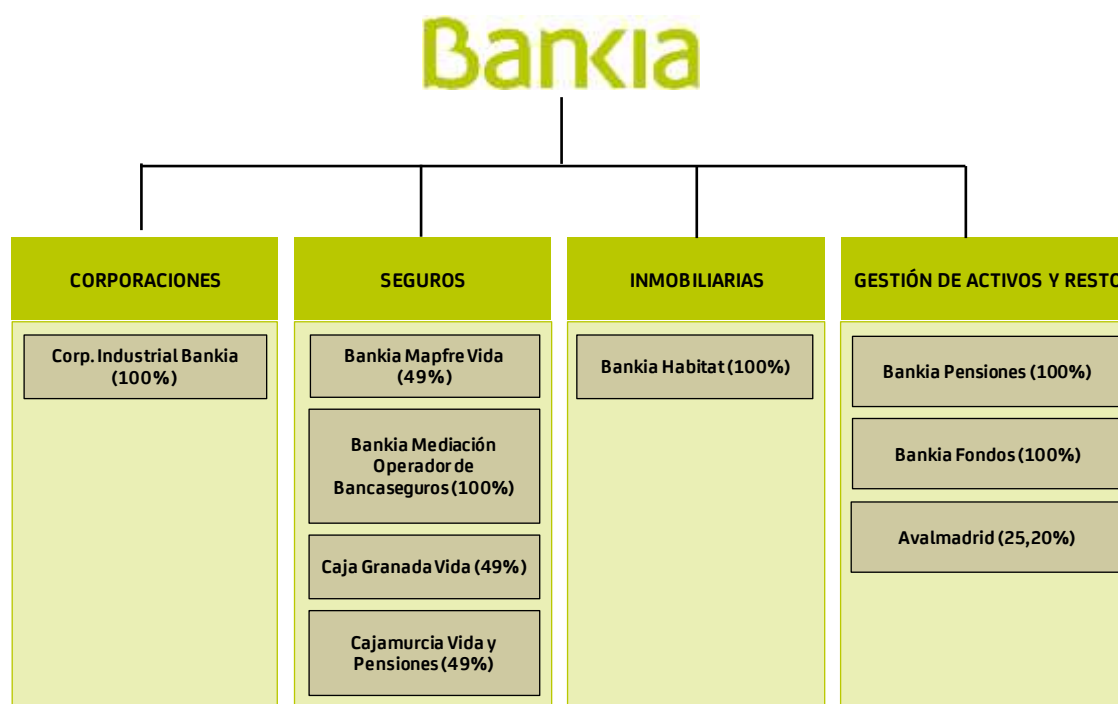 Bankia
CORPORACIONES
Corp. Industrial Bankia
(100%)
SEGUROS
Bankia Mapfre Vida
(49%)
Bankia Mediación
Operador de
Bancaseguros (100%)
Caja Granada Vida (49%)
Cajamurcia Vida y
Pensiones (49%)
INMOBILIARIAS
Bankia Habitat (100%)
GESTIÓN DE ACTIVOS Y RESTO
Bankia Pensiones (100%)
Bankia Fondos (100%)
Avalmadrid (25,20%)